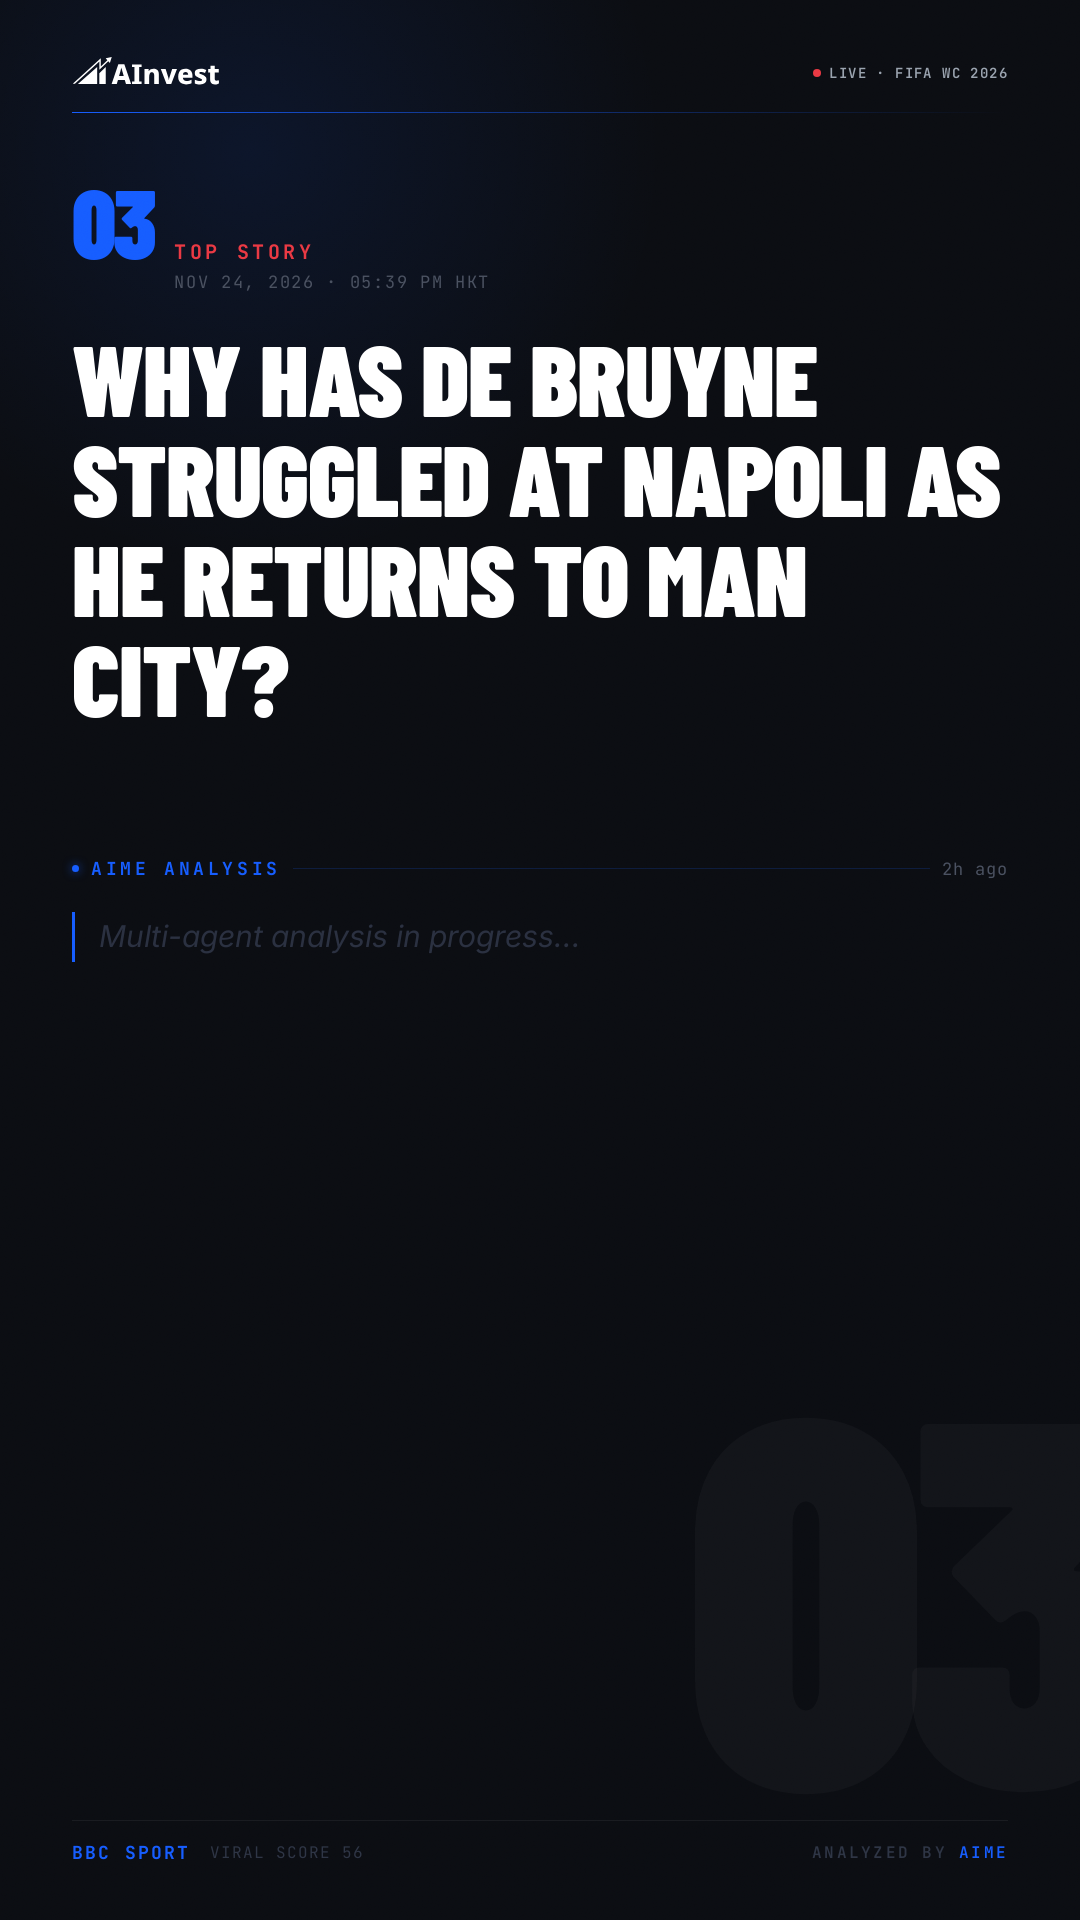 AInvest
LIVE · FIFA WC 2026
03
TOP STORY
NOV 24, 2026 · 05:39 PM HKT
WHY HAS DE BRUYNE
STRUGGLED AT NAPOLI AS
HE RETURNS TO MAN
CITY?
AIME ANALYSIS
2h ago
Multi-agent analysis in progress...
03
BBC SPORT VIRAL SCORE 56
ANALYZED BY AIME